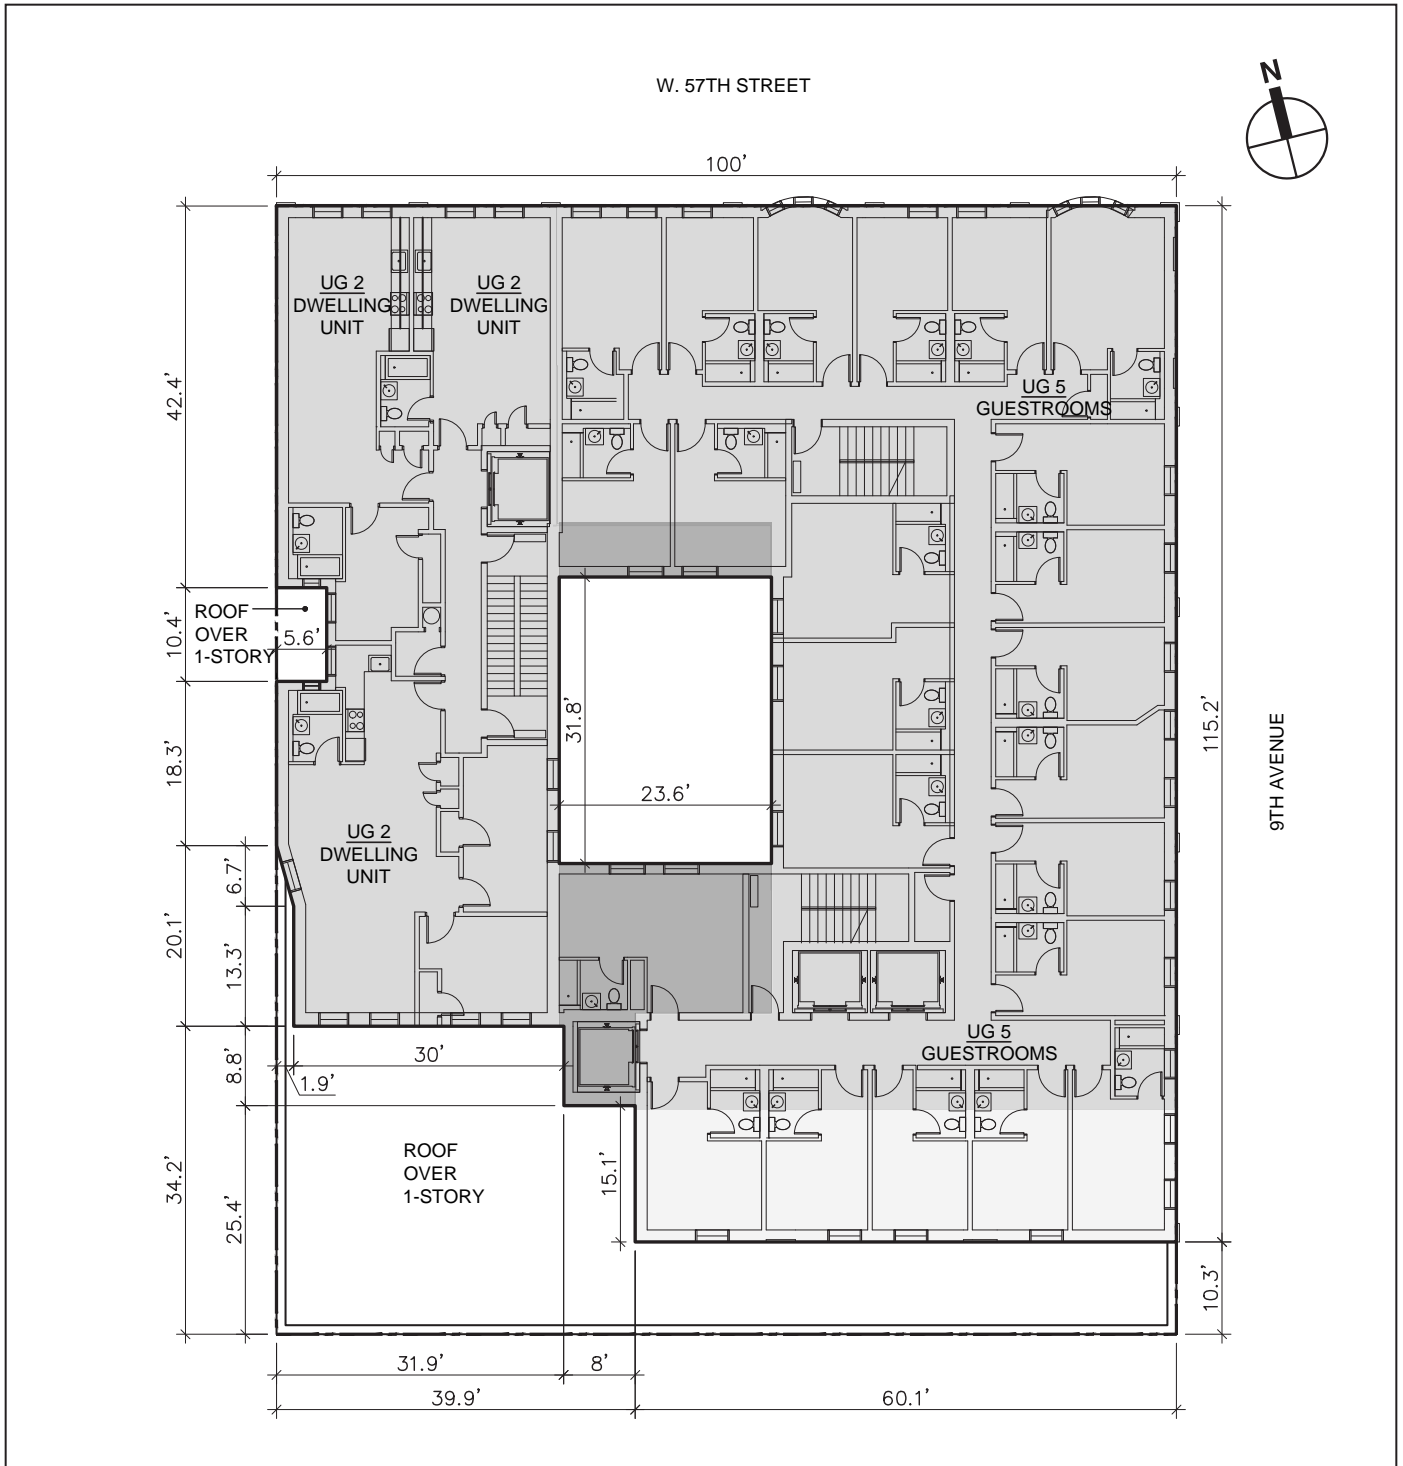 W. 57TH STREET
N
100’
UG 2
DWELLING
UNIT
UG 2
DWELLING
UNIT
42.4’
UG 5
GUESTROOMS
ROOF
OVER
1-STORY
5.6’
10.4’
31.8’
23.6’
115.2’
9TH AVENUE
18.3’
UG 2
DWELLING
UNIT
6.7’
20.1’
13.3’
UG 5
GUESTROOMS
30’
8.8’
1.9’
ROOF
OVER
1-STORY
15.1’
34.2’
25.4’
10.3’
31.9’
8’
39.9’
60.1’